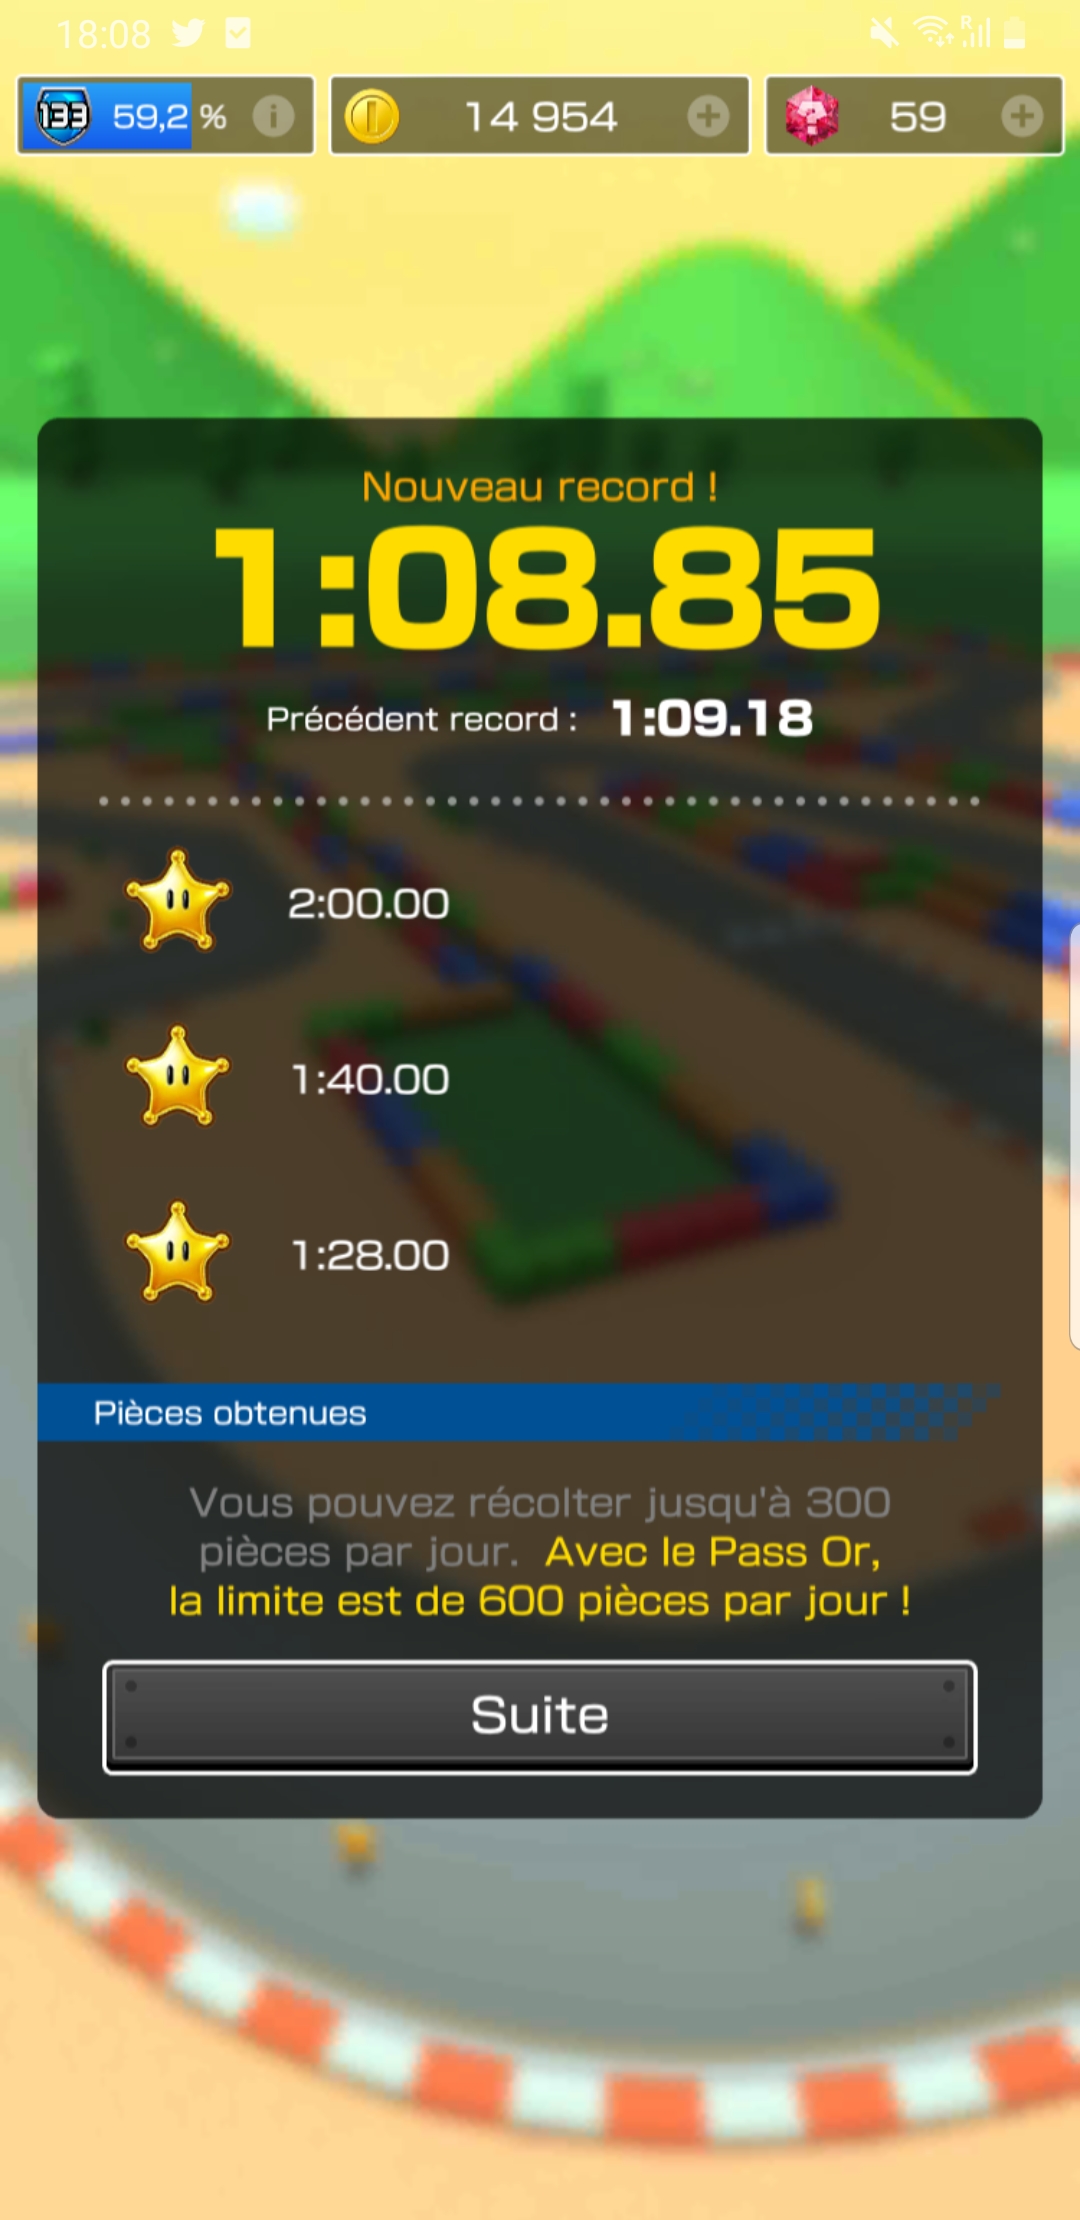 18:08
R
133 59,2 % i 14 954 + ? 59 +
Nouveau record !
1:08.85
Précédent record : 1:09.18
2:00.00
1:40.00
1:28.00
Pièces obtenues
Vous pouvez récolter jusqu'à 300
pièces par jour. Avec le Pass Or,
la limite est de 600 pièces par jour !
Suite